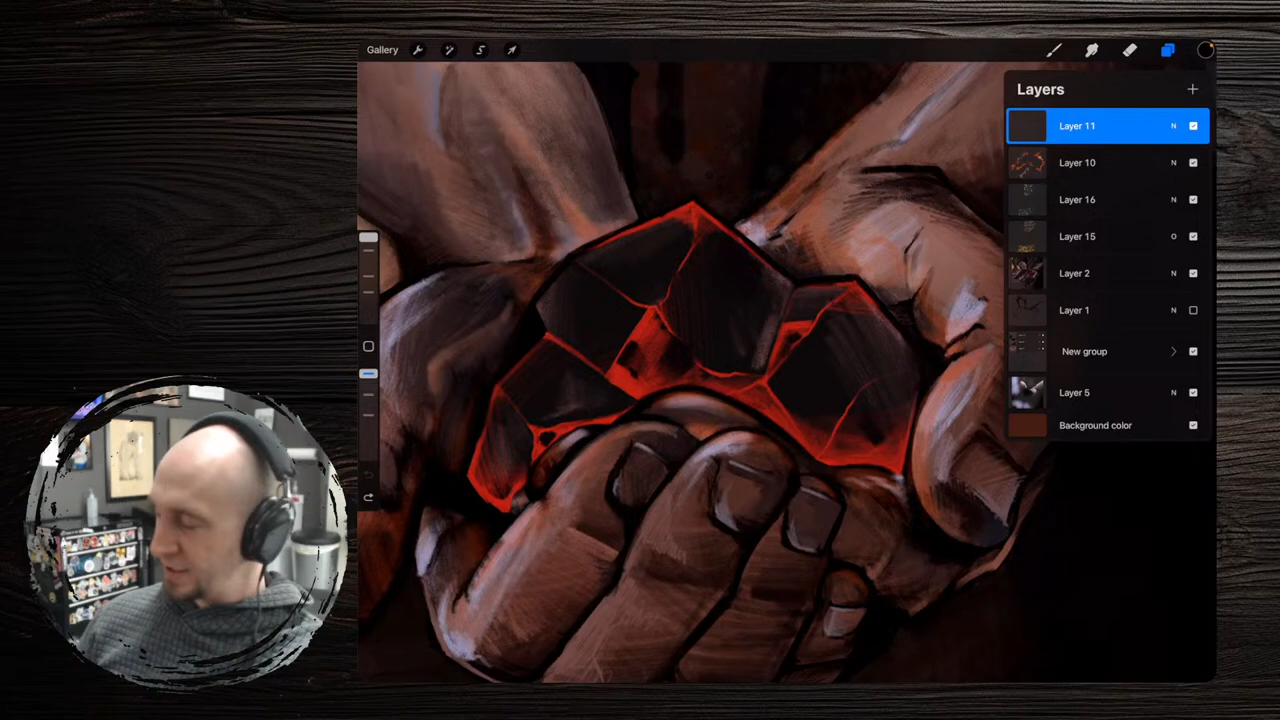 Gallery
Layers
Layer 11 N
Layer 10 N
Layer 16 N
Layer 15 O
Layer 2 N
Layer 1 N
New group
Layer 5 N
Background color